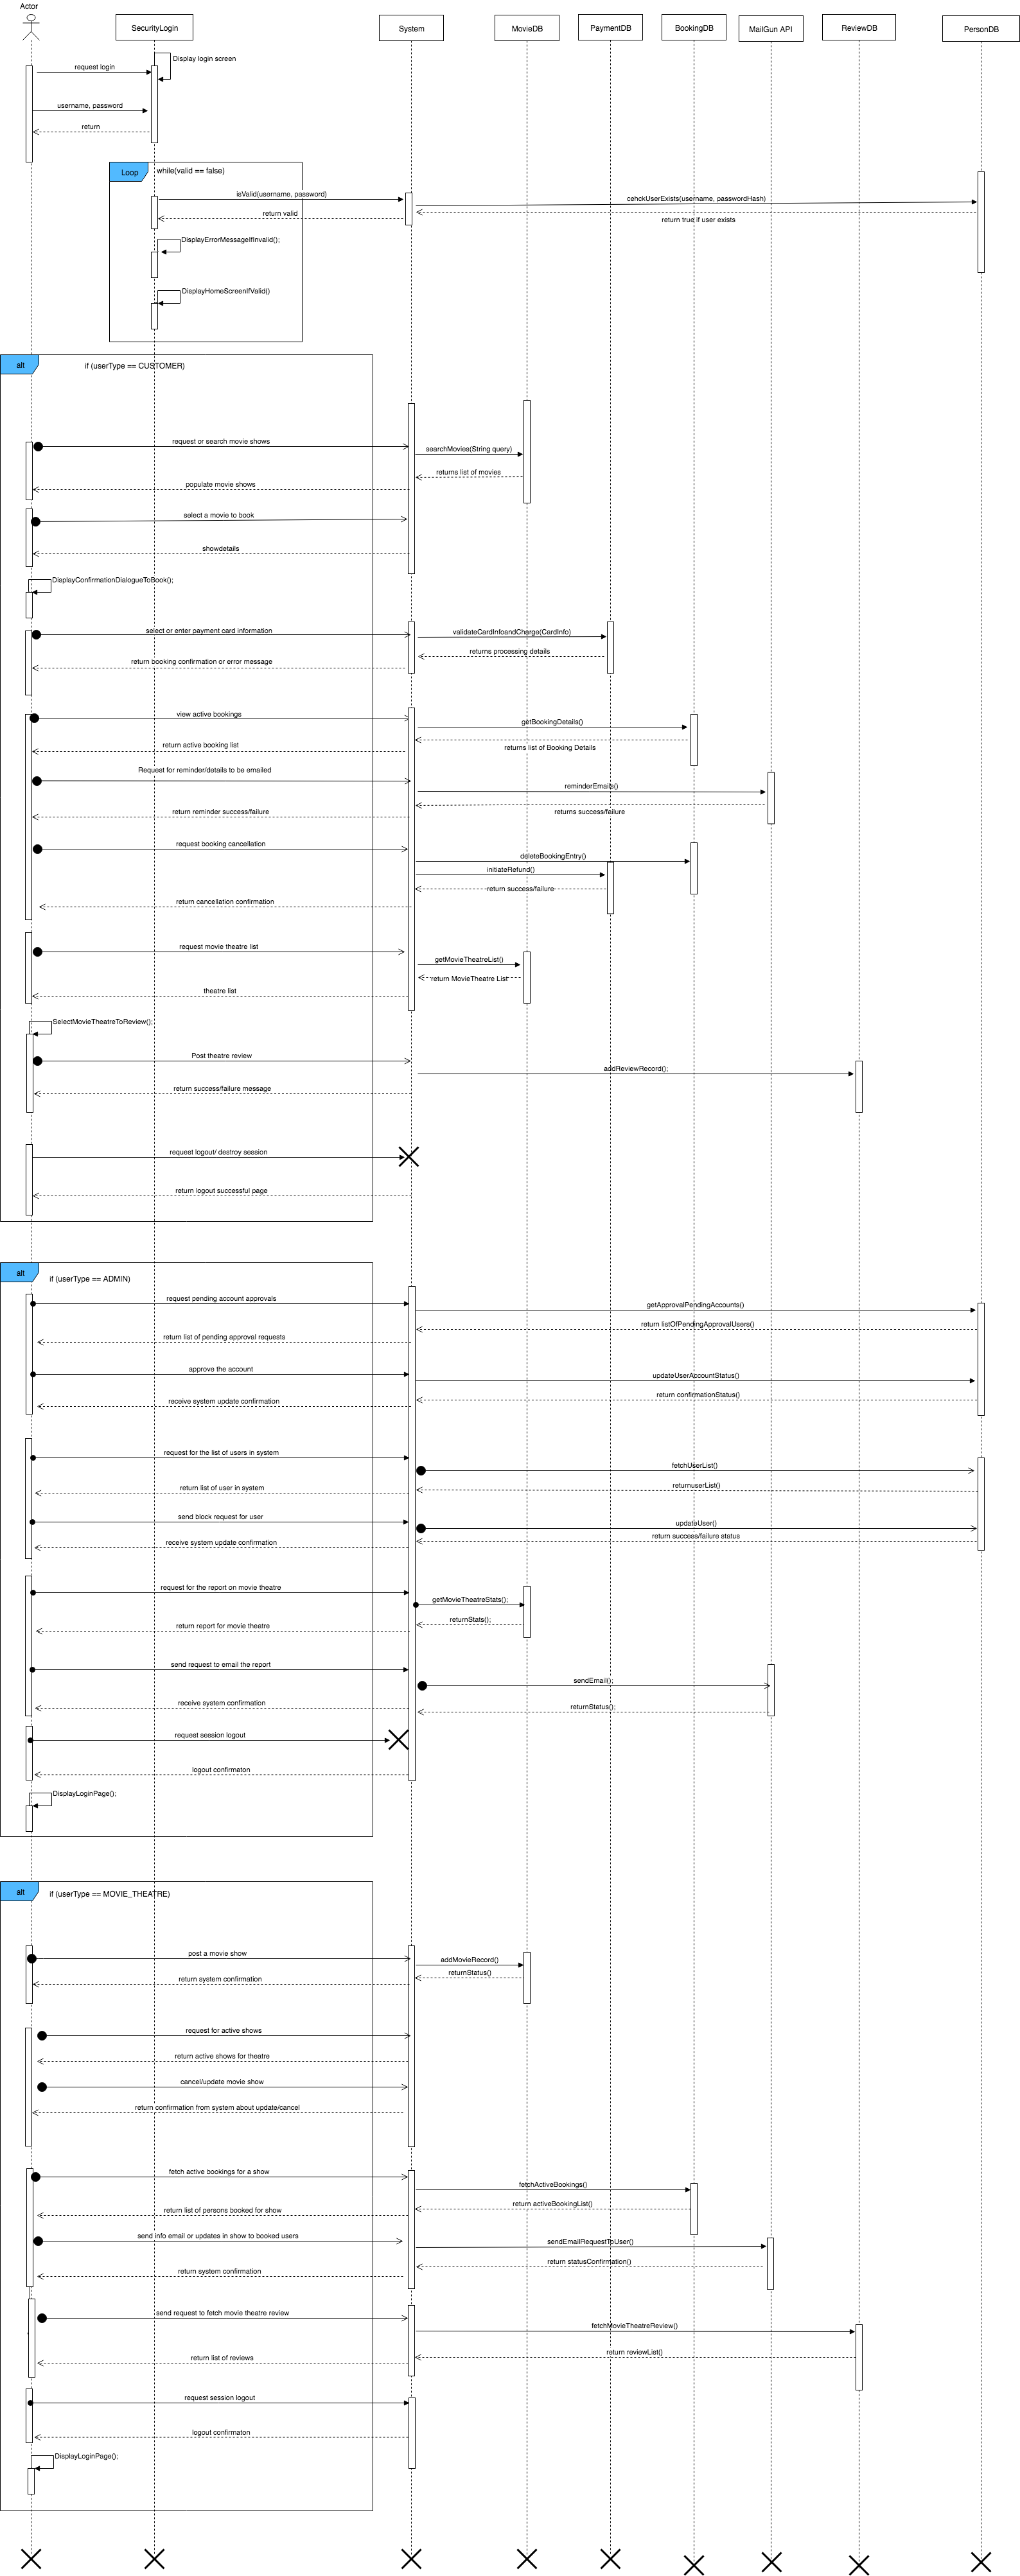 Actor
SecurityLogin
System
MovieDB
PaymentDB
BookingDB
MailGun API
ReviewDB
PersonDB
Display login screen
request login
username, password
return
Loop
while(valid == false)
isValid(username, password)
cehckUserExists(username, passwordHash)
return valid
return true if user exists
DisplayErrorMessageIfInvalid();
DisplayHomeScreenIfValid()
alt
if (userType == CUSTOMER)
request or search movie shows
searchMovies(String query)
returns list of movies
populate movie shows
select a movie to book
showdetails
DisplayConfirmationDialogueToBook();
select or enter payment card information
validateCardInfoandCharge(CardInfo)
returns processing details
return booking confirmation or error message
view active bookings
getBookingDetails()
return active booking list
returns list of Booking Details
Request for reminder/details to be emailed
reminderEmails()
return reminder success/failure
returns success/failure
request booking cancellation
deleteBookingEntry()
initiateRefund()
return success/failure
return cancellation confirmation
request movie theatre list
getMovieTheatreList()
return MovieTheatre List
theatre list
SelectMovieTheatreToReview();
Post theatre review
addReviewRecord();
return success/failure message
request logout/ destroy session
return logout successful page
alt
if (userType == ADMIN)
request pending account approvals
getApprovalPendingAccounts()
return listOfPendingApprovalUsers()
return list of pending approval requests
approve the account
updateUserAccountStatus()
return confirmationStatus()
receive system update confirmation
request for the list of users in system
fetchUserList()
return list of user in system
returnuserList()
send block request for user
updateUser()
return success/failure status
receive system update confirmation
request for the report on movie theatre
getMovieTheatreStats();
returnStats();
return report for movie theatre
send request to email the report
sendEmail();
receive system confirmation
returnStatus();
request session logout
logout confirmaton
DisplayLoginPage();
alt
if (userType == MOVIE_THEATRE)
post a movie show
addMovieRecord()
returnStatus()
return system confirmation
request for active shows
return active shows for theatre
cancel/update movie show
return confirmation from system about update/cancel
fetch active bookings for a show
fetchActiveBookings()
return activeBookingList()
return list of persons booked for show
send info email or updates in show to booked users
sendEmailRequestToUser()
return statusConfirmation()
return system confirmation
send request to fetch movie theatre review
fetchMovieTheatreReview()
return reviewList()
return list of reviews
request session logout
logout confirmaton
DisplayLoginPage();